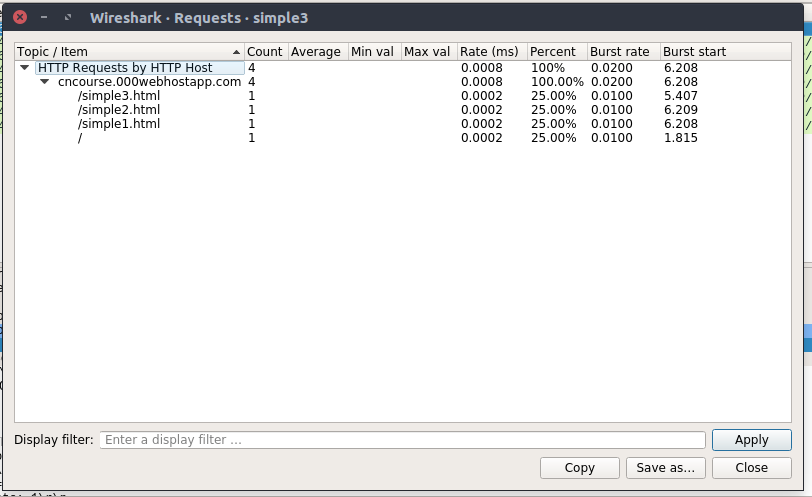 Wireshark · Requests · simple3
Topic / Item Count Average Min val Max val Rate (ms) Percent Burst rate Burst start
HTTP Requests by HTTP Host 4 0.0008 100% 0.0200 6.208
cncourse.000webhostapp.com 4 0.0008 100.00% 0.0200 6.208
/simple3.html 1 0.0002 25.00% 0.0100 5.407
/simple2.html 1 0.0002 25.00% 0.0100 6.209
/simple1.html 1 0.0002 25.00% 0.0100 6.208
/ 1 0.0002 25.00% 0.0100 1.815
Display filter: Enter a display filter … Apply
Copy Save as… Close